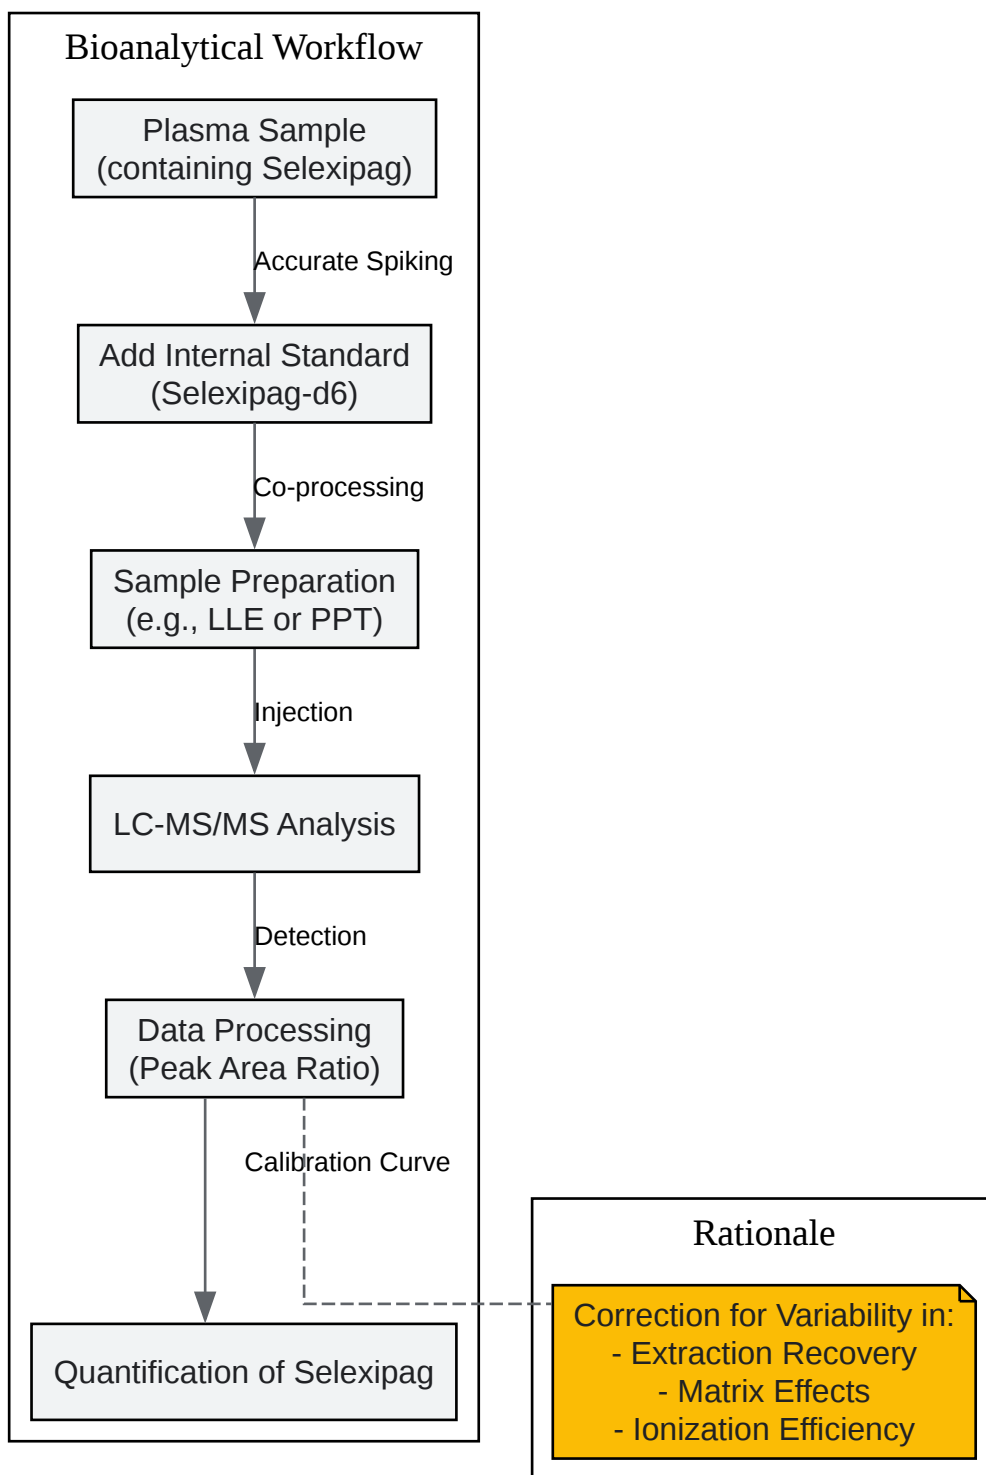 Bioanalytical Workflow
Plasma Sample
(containing Selexipag)
Accurate Spiking
Add Internal Standard
(Selexipag-d6)
Co-processing
Sample Preparation
(e.g., LLE or PPT)
Injection
LC-MS/MS Analysis
Detection
Data Processing
(Peak Area Ratio)
Calibration Curve
Quantification of Selexipag
Rationale
Correction for Variability in:
- Extraction Recovery
- Matrix Effects
- Ionization Efficiency